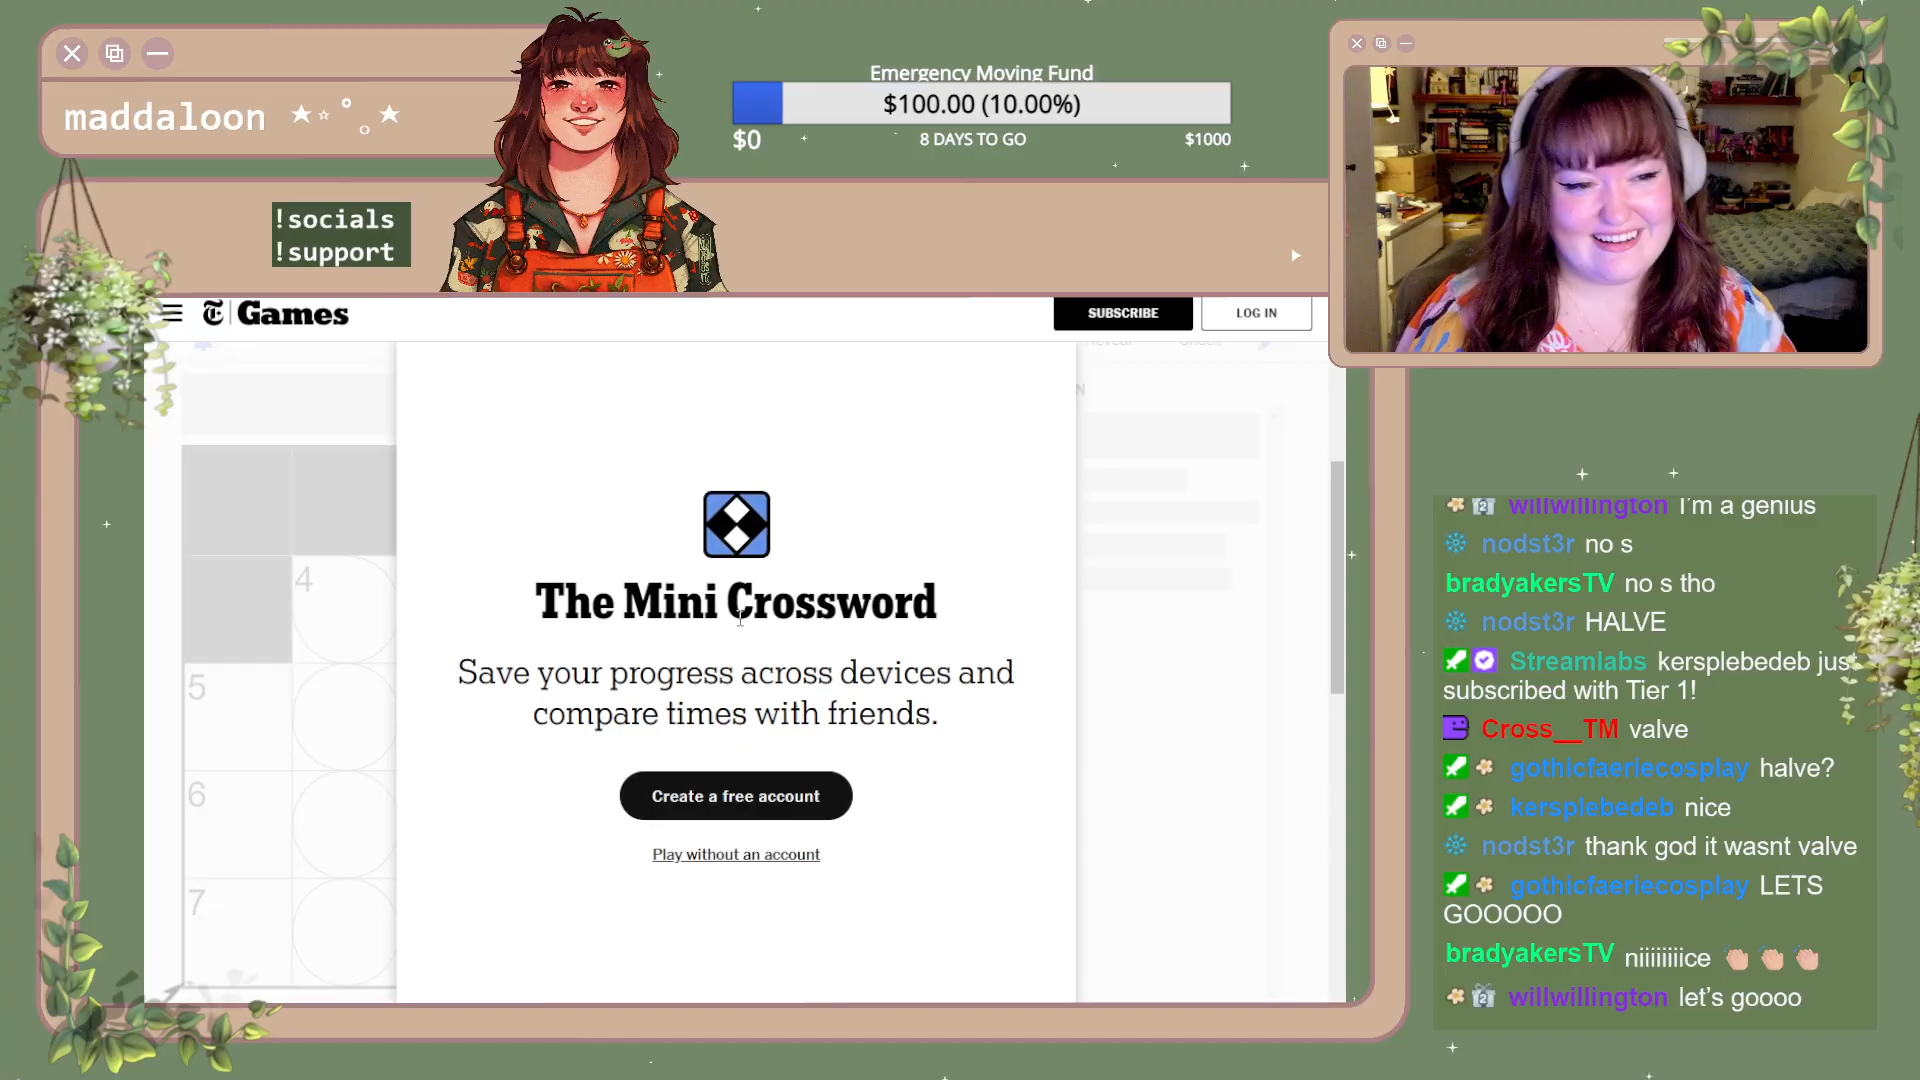 maddaloon
Emergency Moving Fund
$100.00 (10.00%)
$0
8 DAYS TO GO
$1000
!socials
!support
Games
SUBSCRIBE
LOG IN
4
5
6
7
The Mini Crossword
Save your progress across devices and
compare times with friends.
Create a free account
Play without an account
willwillington I'm a genius
nodst3r no s
bradyakersTV no s tho
nodst3r HALVE
Streamlabs kersplebedeb jus
subscribed with Tier 1!
Cross__TM valve
gothicfaeriecosplay halve?
kersplebedeb nice
nodst3r thank god it wasnt valve
gothicfaeriecosplay LETS
GOOOOO
bradyakersTV niiiiiiiice
willwillington let's goooo